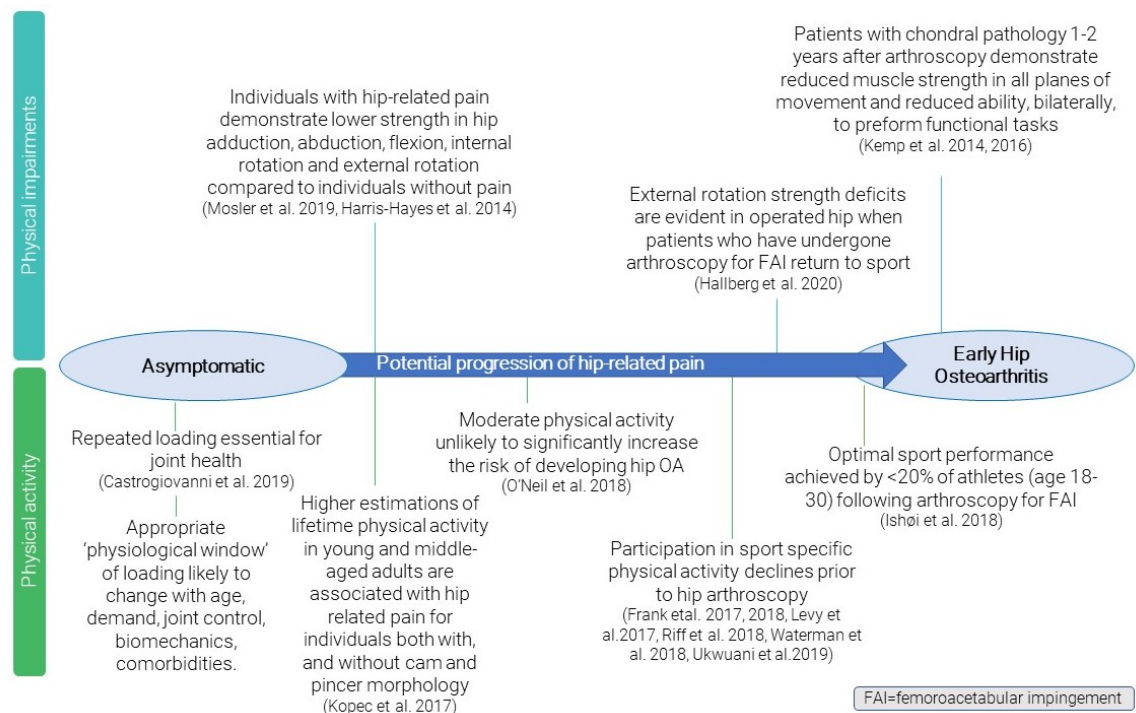 Physical impairments
Individuals with hip-related pain
demonstrate lower strength in hip
adduction, abduction, flexion, internal
rotation and external rotation
compared to individuals without pain
(Mosler et al. 2019, Harris-Hayes et al. 2014)
Patients with chondral pathology 1-2
years after arthroscopy demonstrate
reduced muscle strength in all planes of
movement and reduced ability, bilaterally,
to preform functional tasks
(Kemp et al. 2014, 2016)
External rotation strength deficits
are evident in operated hip when
patients who have undergone
arthroscopy for FAI return to sport
(Hallberg et al. 2020)
Asymptomatic
Potential progression of hip-related pain
Early Hip
Osteoarthritis
Physical activity
Repeated loading essential for
joint health
(Castrogiovanni et al. 2019)
Appropriate
‘physiological window’
of loading likely to
change with age,
demand, joint control,
biomechanics,
comorbidities.
Higher estimations of
lifetime physical activity
in young and middle-
aged adults are
associated with hip
related pain for
individuals both with,
and without cam and
pincer morphology
(Kopec et al. 2017)
Moderate physical activity
unlikely to significantly increase
the risk of developing hip OA
(O’Neil et al. 2018)
Participation in sport specific
physical activity declines prior
to hip arthroscopy
(Frank etal. 2017, 2018, Levy et
al.2017, Riff et al. 2018, Waterman et
al. 2018, Ukwuani et al.2019)
Optimal sport performance
achieved by <20% of athletes (age 18-
30) following arthroscopy for FAI
(Ishøi et al. 2018)
FAI=femoroacetabular impingement